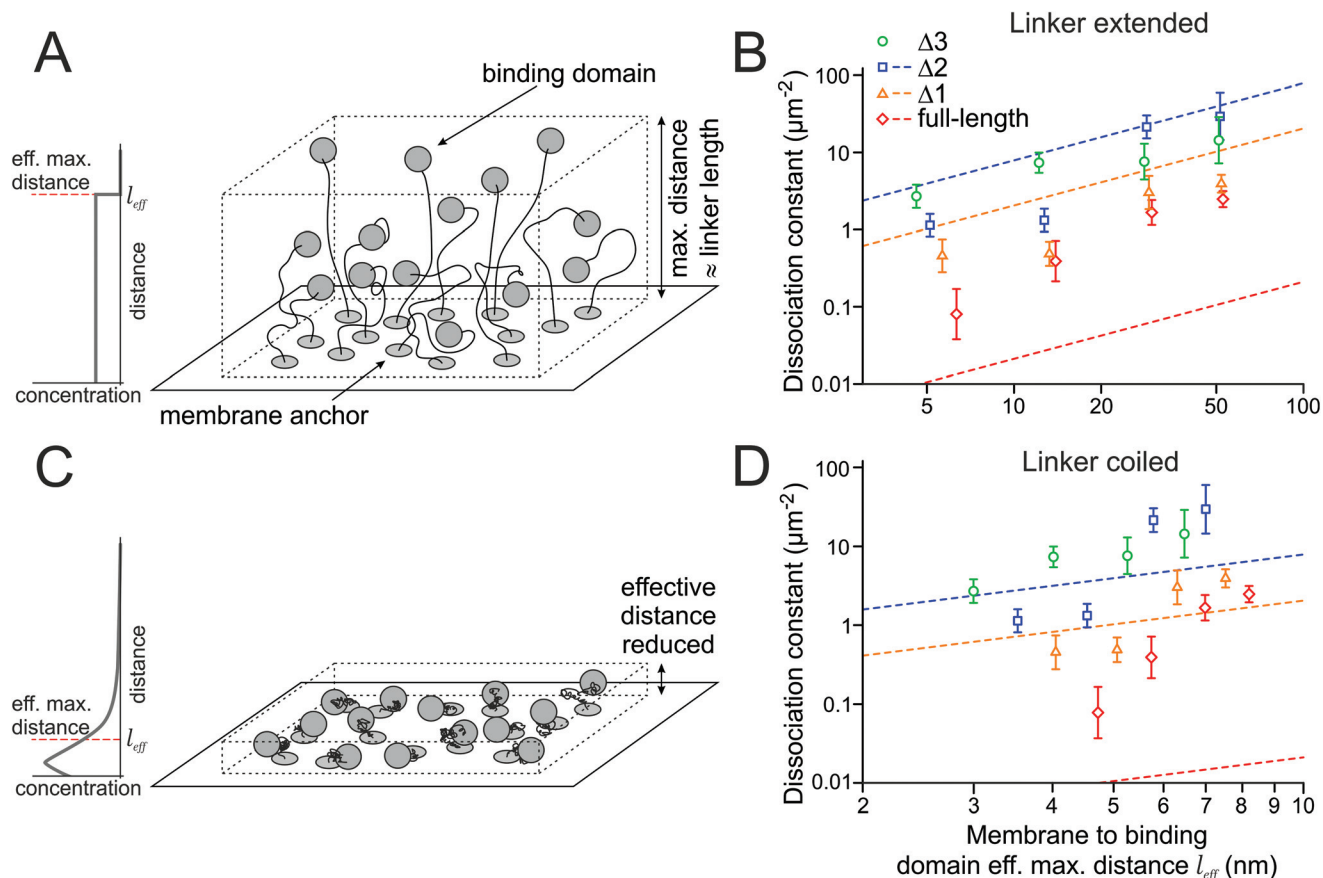 A
binding domain
eff. max.
distance
l_eff
distance
concentration
max. distance
≈ linker length
membrane anchor
B
Linker extended
Δ3
Δ2
Δ1
full-length
Dissociation constant (μm⁻²)
100
10
1
0.1
0.01
5
10
20
50
100
C
distance
eff. max.
distance
l_eff
concentration
effective
distance
reduced
D
Linker coiled
Dissociation constant (μm⁻²)
100
10
1
0.1
0.01
2
3
4
5
6
7
8
9
10
Membrane to binding
domain eff. max. distance l_eff (nm)